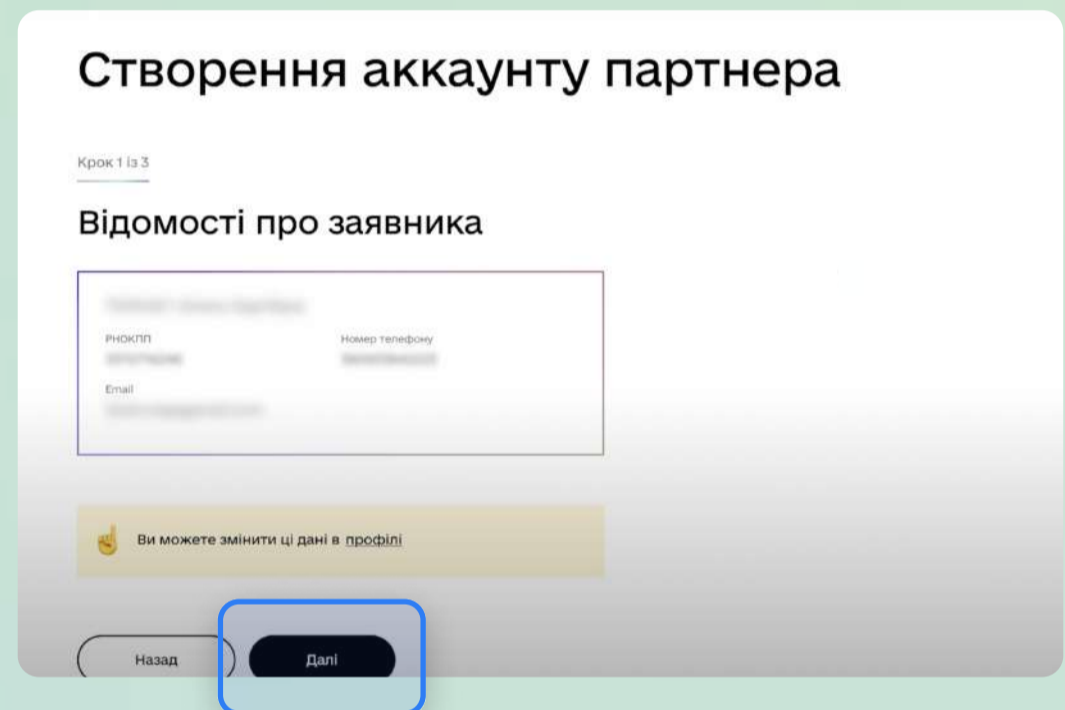 Створення аккаунту партнера
Крок 1 із 3
Відомості про заявника
РНОКПП
Номер телефону
Email
Ви можете змінити ці дані в профілі
Назад
Далі